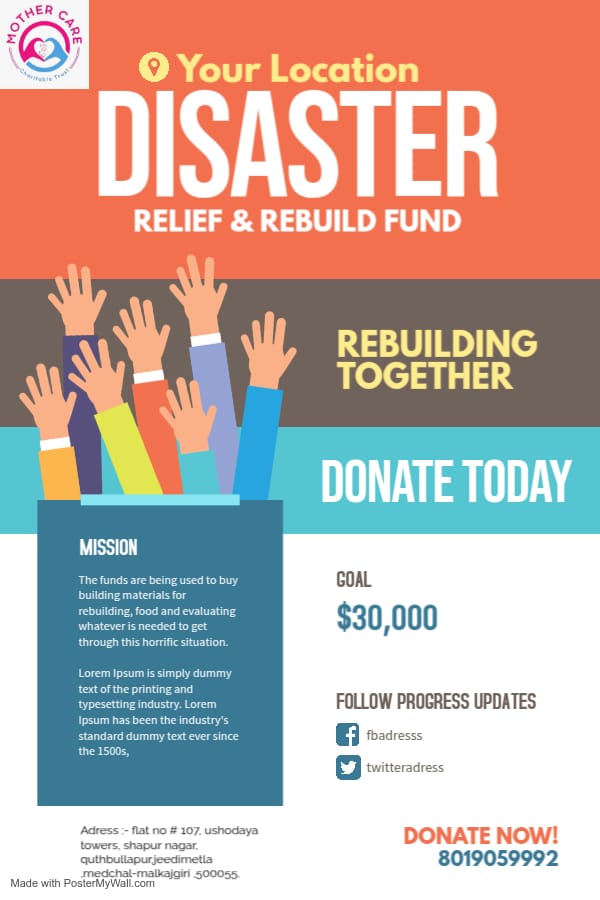 MOTHER CARE
Charitable Trust
Your Location
DISASTER
RELIEF & REBUILD FUND
REBUILDING
TOGETHER
DONATE TODAY
MISSION
The funds are being used to buy
building materials for
rebuilding, food and evaluating
whatever is needed to get
through this horrific situation.
Lorem Ipsum is simply dummy
text of the printing and
typesetting industry. Lorem
Ipsum has been the industry's
standard dummy text ever since
the 1500s,
GOAL
$30,000
FOLLOW PROGRESS UPDATES
fbadresss
twitteradress
Adress :- flat no # 107, ushodaya
towers, shapur nagar,
quthbullapur,jeedimetla
,medchal-malkajgiri ,500055.
DONATE NOW!
8019059992
Made with PosterMyWall.com